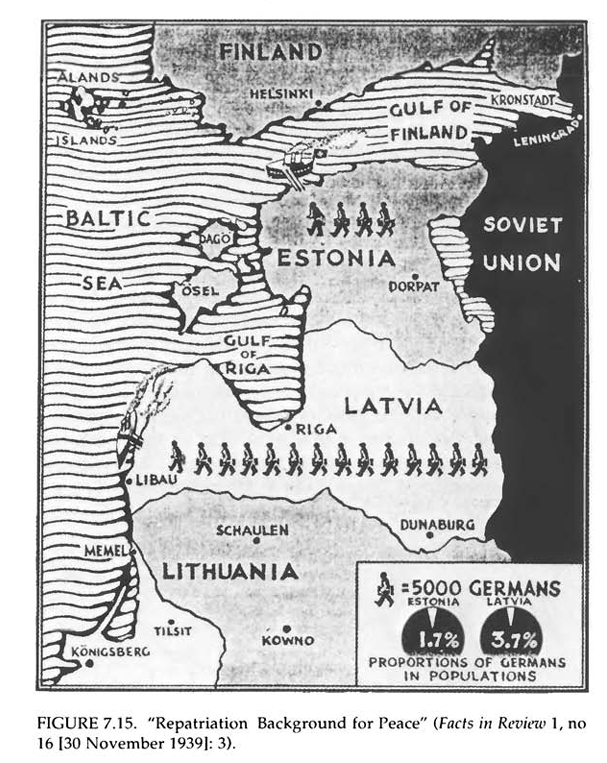 FINLAND
ÅLANDS
HELSINKI
ISLANDS
GULF OF
FINLAND
KRONSTADT
LENINGRAD
BALTIC
SEA
DAGÖ
ÖSEL
ESTONIA
DORPAT
SOVIET
UNION
GULF
OF
RIGA
LATVIA
RIGA
LIBAU
SCHAULEN
DUNABURG
MEMEL
LITHUANIA
TILSIT
KOWNO
KÖNIGSBERG
=5000 GERMANS
ESTONIA LATVIA
1.7% 3.7%
PROPORTIONS OF GERMANS
IN POPULATIONS
FIGURE 7.15. “Repatriation Background for Peace” (Facts in Review 1, no
16 [30 November 1939]: 3).